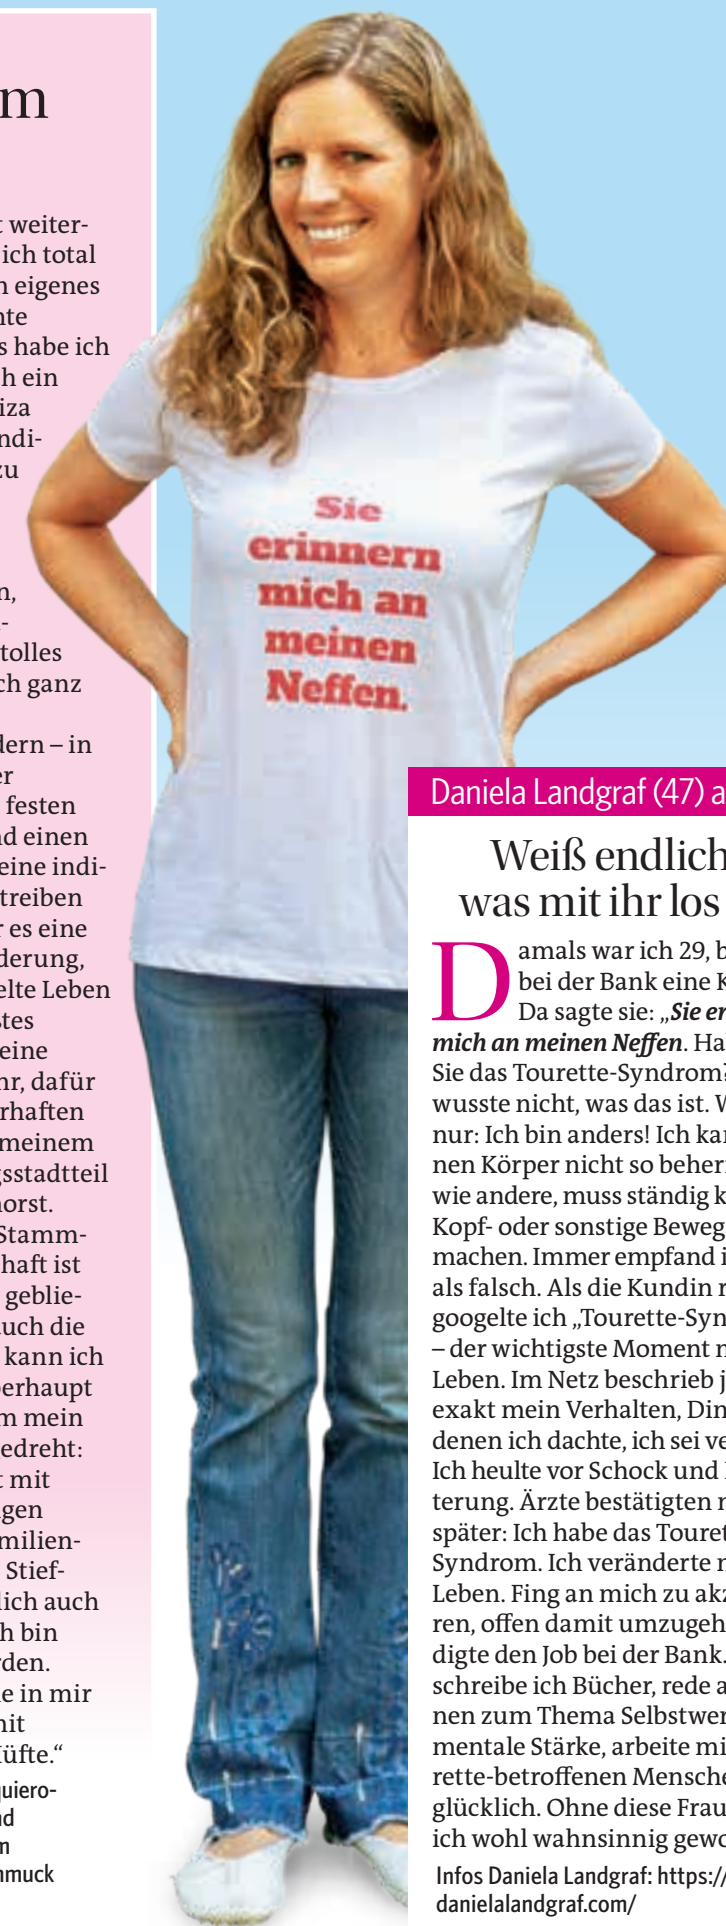 m
weiter-
ich total
eigenes
s habe ich
ein
iza
ndi-
zu
n,
-
tolles
ch ganz
dern – in
er
festen
nd einen
eine indi-
treiben
es eine
derung,
elte Leben
stes
eine
hr, dafür
rhaften
meinem
gsstadtteil
horst.
Stamm-
haft ist
geblie-
auch die
kann ich
berhaupt
m mein
gedreht:
t mit
gen
milien-
Stief-
lich auch
h bin
rden.
e in mir
mit
üfte.“
quiero-
nd
m
hmuck
Sie
erinnern
mich an
meinen
Neffen.
Daniela Landgraf (47) a
Weiß endlich
was mit ihr los
Damals war ich 29, b
bei der Bank eine K
Da sagte sie: „Sie er
mich an meinen Neffen. Ha
Sie das Tourette-Syndrom?
wusste nicht, was das ist. W
nur: Ich bin anders! Ich ka
nen Körper nicht so beher
wie andere, muss ständig k
Kopf- oder sonstige Beweg
machen. Immer empfand i
als falsch. Als die Kundin
googelte ich „Tourette-Syn
– der wichtigste Moment
Leben. Im Netz beschrieb j
exakt mein Verhalten, Din
denen ich dachte, ich sei ve
Ich heulte vor Schock und
terung. Ärzte bestätigten
später: Ich habe das Touret
Syndrom. Ich veränderte
Leben. Fing an mich zu akz
ren, offen damit umzugeh
digte den Job bei der Bank.
schreibe ich Bücher, rede a
nen zum Thema Selbstwer
mentale Stärke, arbeite mi
rette-betroffenen Mensche
glücklich. Ohne diese Frau
ich wohl wahnsinnig gewo
Infos Daniela Landgraf: https://
danielalandgraf.com/